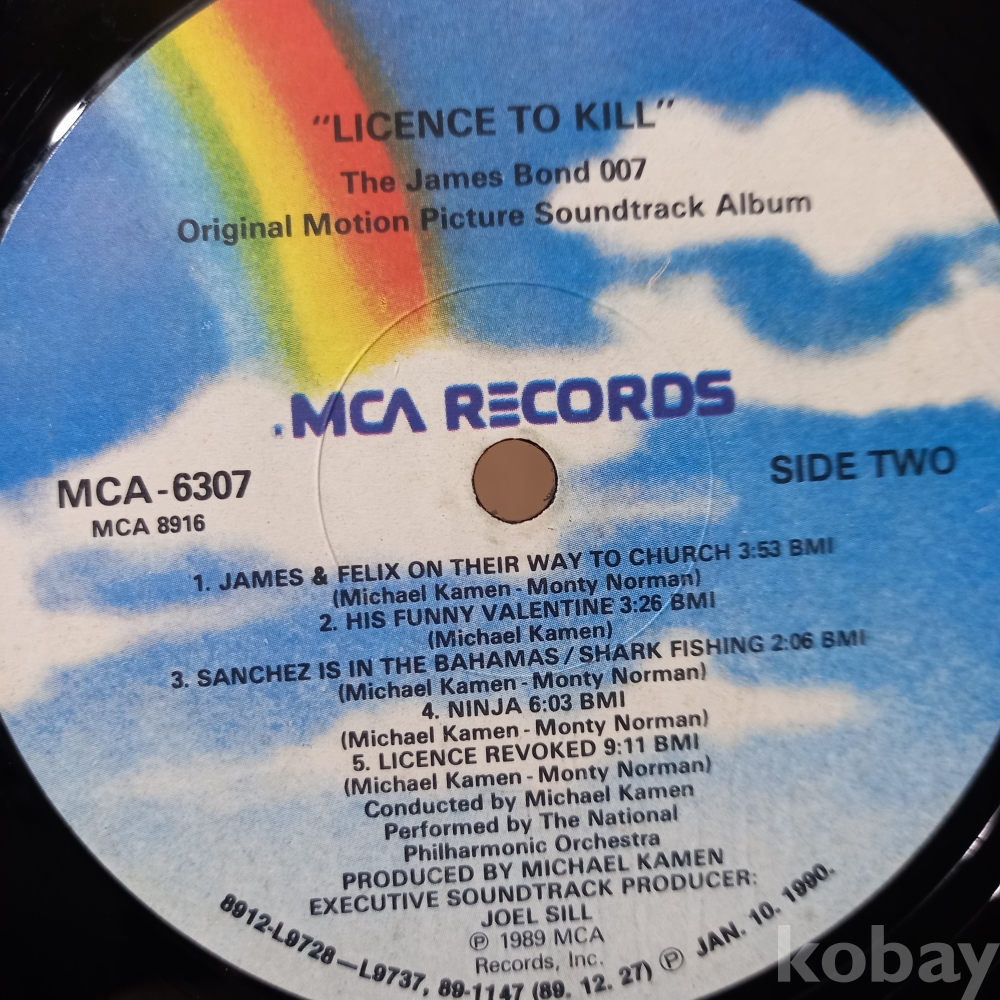 "LICENCE TO KILL"
The James Bond 007
Original Motion Picture Soundtrack Album
MCA RECORDS
MCA-6307
MCA 8916
SIDE TWO
1. JAMES & FELIX ON THEIR WAY TO CHURCH 3:53 BMI
(Michael Kamen - Monty Norman)
2. HIS FUNNY VALENTINE 3:26 BMI
(Michael Kamen)
3. SANCHEZ IS IN THE BAHAMAS/SHARK FISHING 2:06 BMI
(Michael Kamen - Monty Norman)
4. NINJA 6:03 BMI
(Michael Kamen - Monty Norman)
5. LICENCE REVOKED 9:11 BMI
(Michael Kamen - Monty Norman)
Conducted by Michael Kamen
Performed by The National
Philharmonic Orchestra
PRODUCED BY MICHAEL KAMEN
EXECUTIVE SOUNDTRACK PRODUCER:
JOEL SILL
℗ 1989 MCA
Records, Inc.
8912-L9728—L9737, 89-1147 (89. 12. 27) ℗ JAN. 10. 1990.
kobay